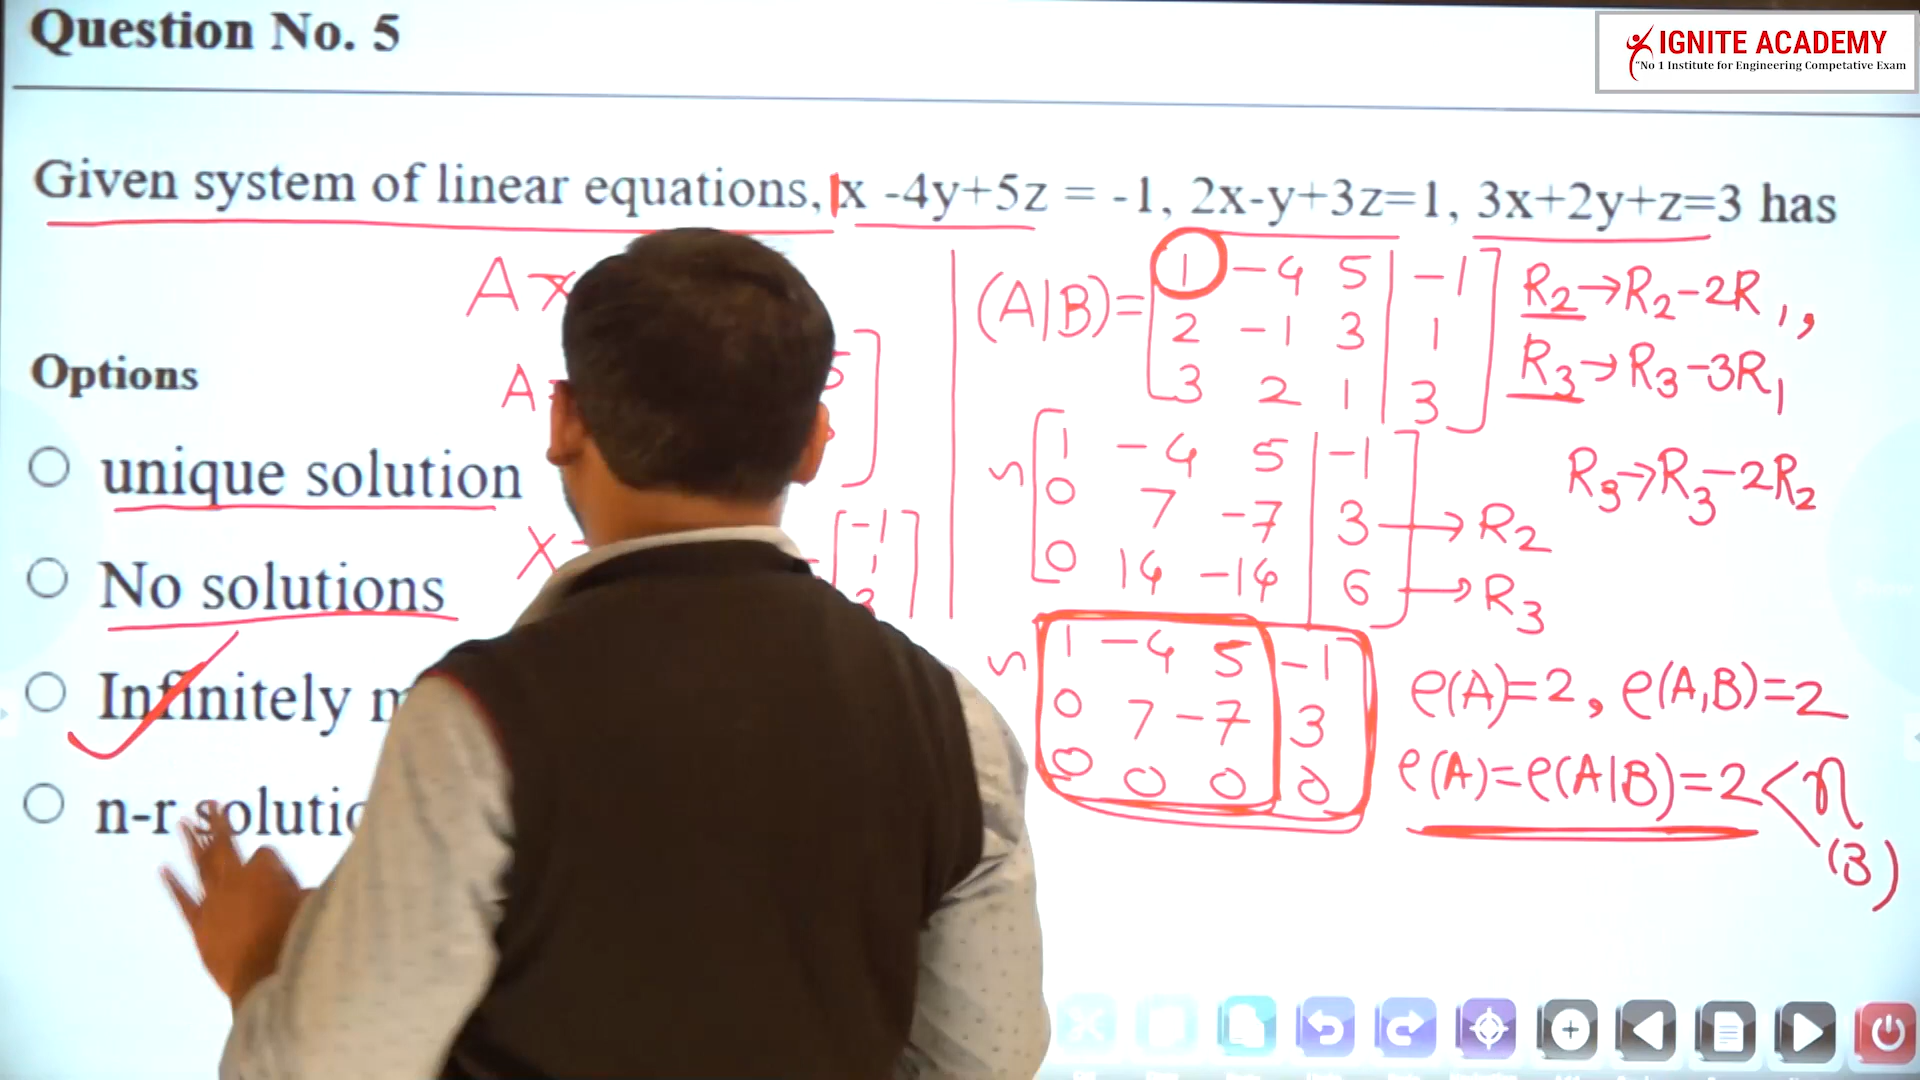 Question No. 5
IGNITE ACADEMY
"No 1 Institute for Engineering Competative Exam
Given system of linear equations, x -4y+5z = -1, 2x-y+3z=1, 3x+2y+z=3 has
Options
unique solution
No solutions
Infinitely
n-r
A
A
X
-1
1
(A|B)=
1 -4 5 | -1
2 -1 3 | 1
3 2 1 | 3
R2→R2-2R1,
R3→R3-3R1
~
1 -4 5 | -1
0 7 -7 | 3 → R2
0 14 -14 | 6 → R3
R3→R3-2R2
~
1 -4 5 -1
0 7 -7 3
0 0 0 0
ρ(A)=2, ρ(A,B)=2
ρ(A)=ρ(A|B)=2<n
(3)